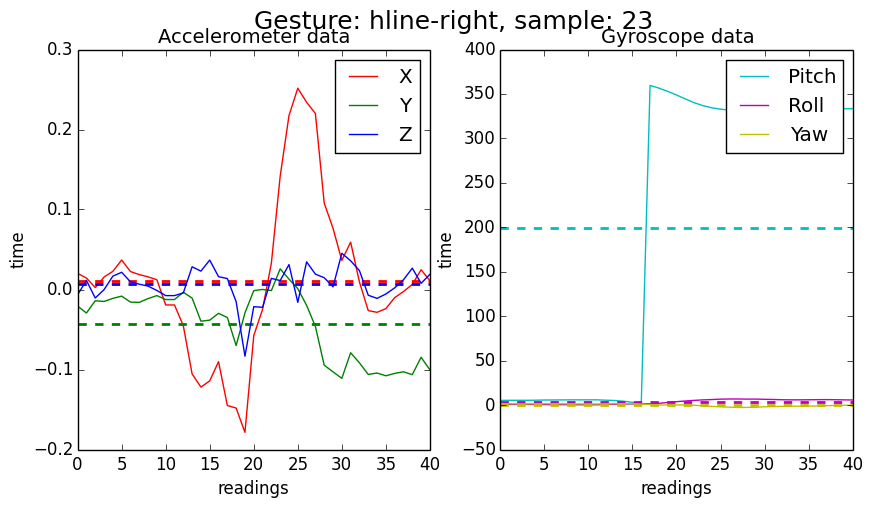 Gesture: hline-right, sample: 23
Accelerometer data
0.3
0.2
0.1
0.0
−0.1
−0.2
0 5 10 15 20 25 30 35 40
time
readings
X
Y
Z
Gyroscope data
400
350
300
250
200
150
100
50
0
−50
0 5 10 15 20 25 30 35 40
time
readings
Pitch
Roll
Yaw